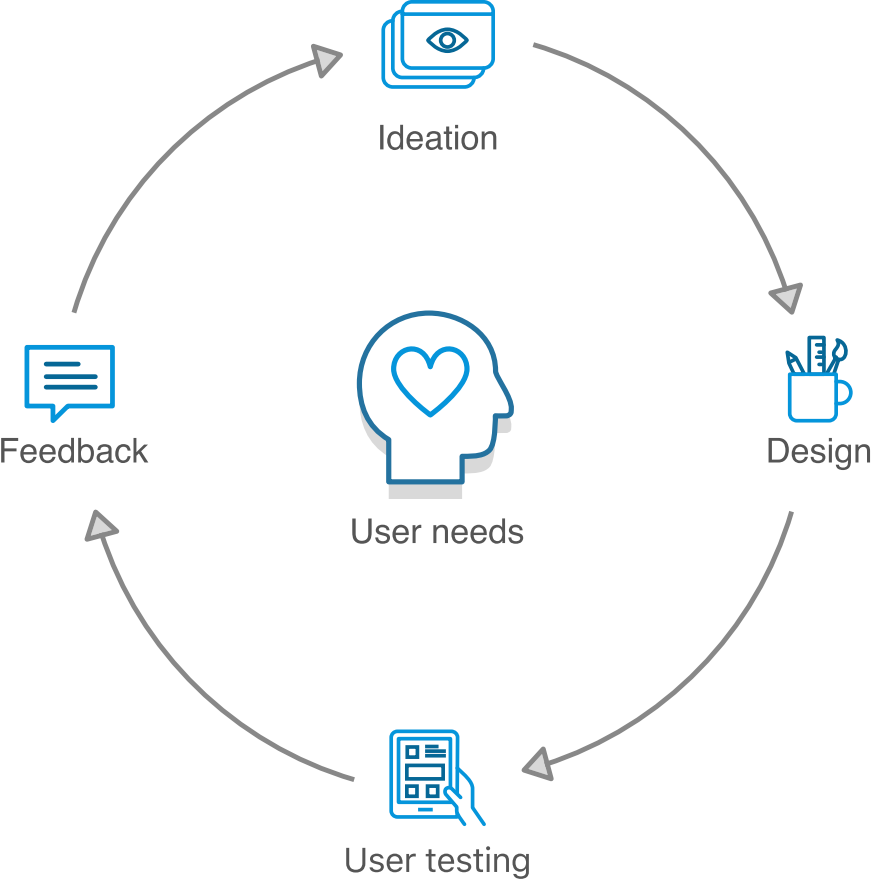 Ideation
Feedback
Design
User needs
User testing